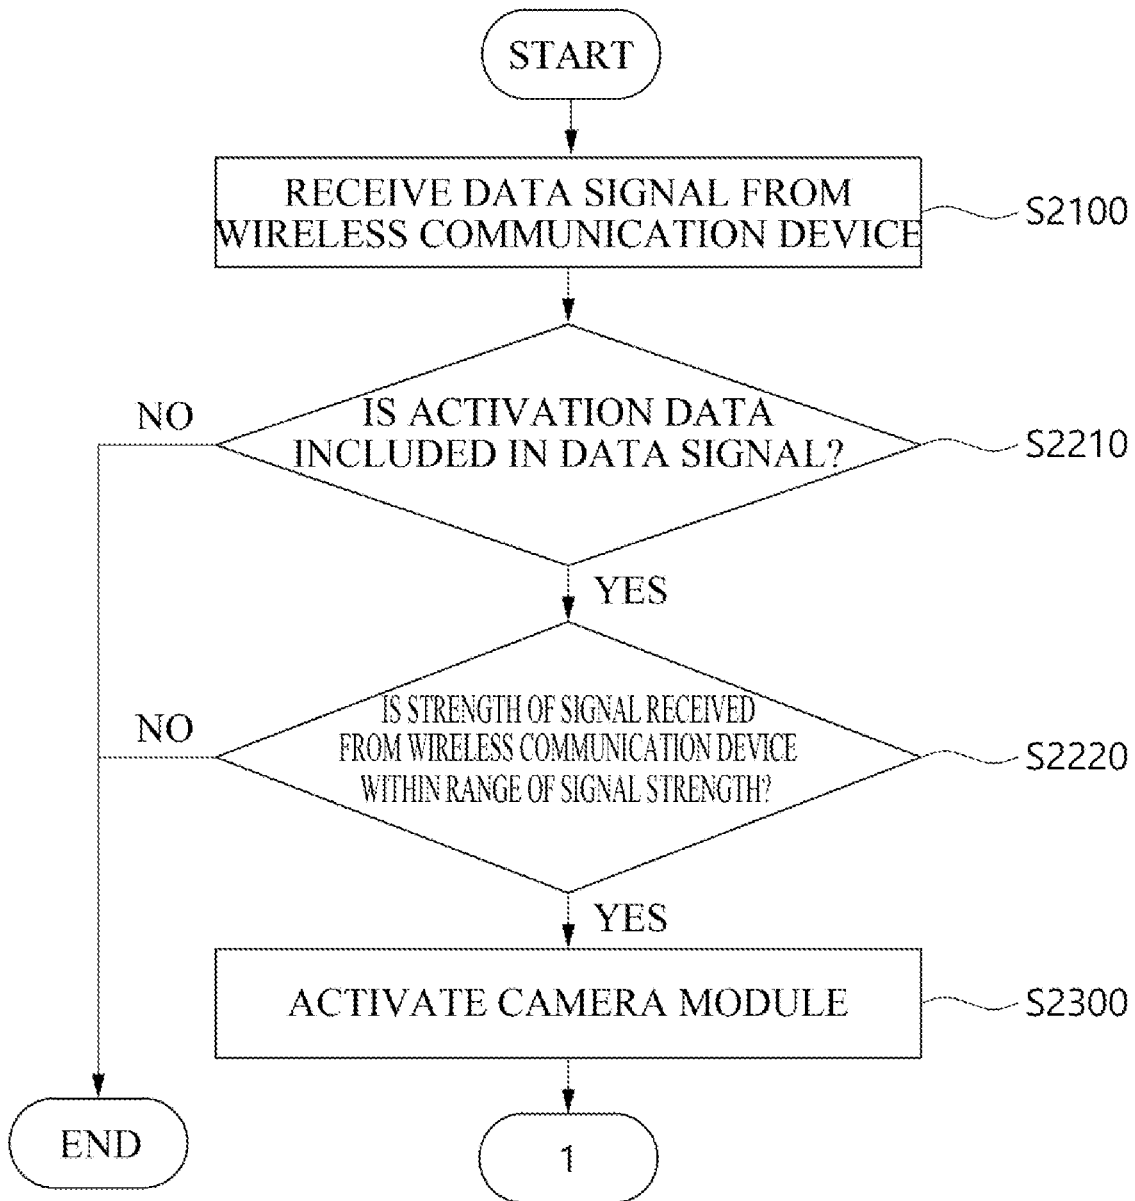 START
RECEIVE DATA SIGNAL FROM
WIRELESS COMMUNICATION DEVICE
S2100
IS ACTIVATION DATA
INCLUDED IN DATA SIGNAL?
NO
S2210
YES
IS STRENGTH OF SIGNAL RECEIVED
FROM WIRELESS COMMUNICATION DEVICE
WITHIN RANGE OF SIGNAL STRENGTH?
NO
S2220
YES
ACTIVATE CAMERA MODULE
S2300
END
1